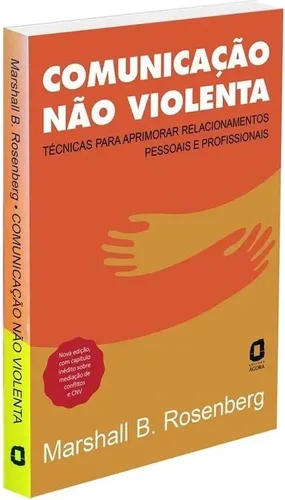 COMUNICAÇÃO
NÃO VIOLENTA
TÉCNICAS PARA APRIMORAR RELACIONAMENTOS
PESSOAIS E PROFISSIONAIS
Nova edição,
com capítulo
inédito sobre
mediação de
conflitos
e CNV
ÁGORA
Marshall B. Rosenberg
Marshall B. Rosenberg • COMUNICAÇÃO NÃO VIOLENTA